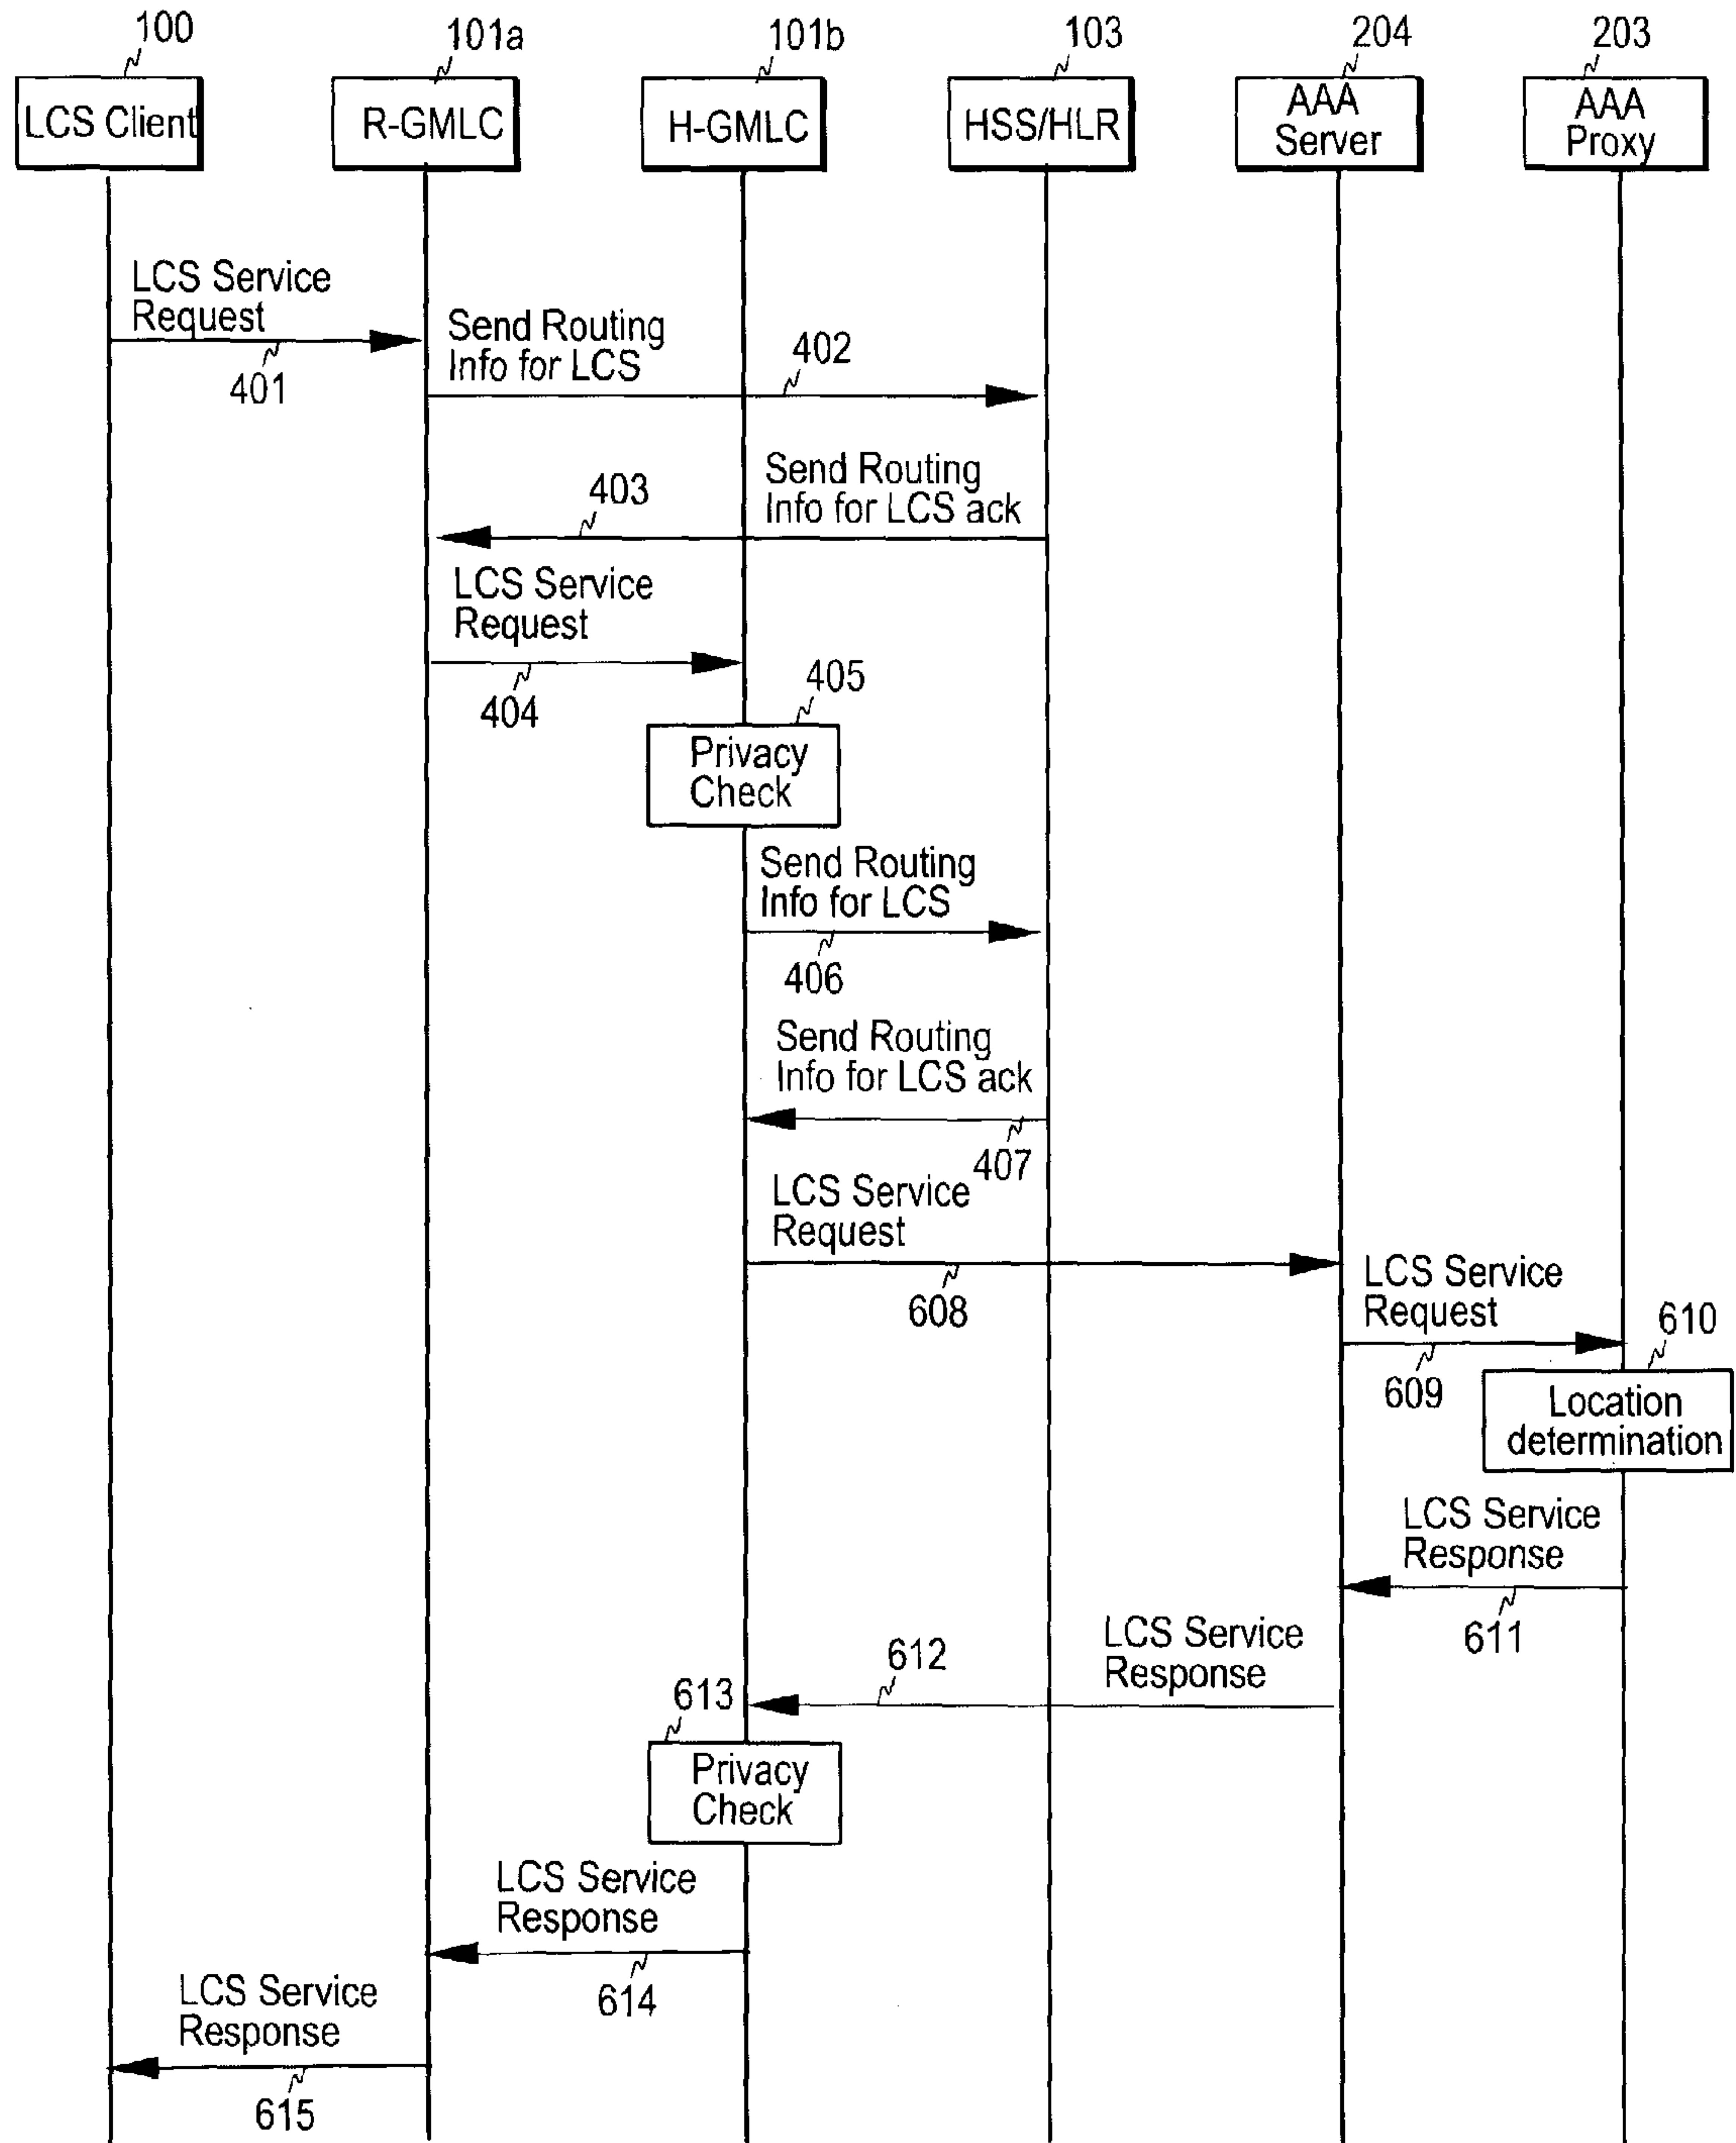 100
101a
101b
103
204
203
LCS Client
R-GMLC
H-GMLC
HSS/HLR
AAA
Server
AAA
Proxy
LCS Service
Request
401
Send Routing
Info for LCS
402
Send Routing
Info for LCS ack
403
LCS Service
Request
404
405
Privacy
Check
Send Routing
Info for LCS
406
Send Routing
Info for LCS ack
407
LCS Service
Request
608
LCS Service
Request
609
610
Location
determination
LCS Service
Response
611
LCS Service
Response
612
613
Privacy
Check
LCS Service
Response
614
LCS Service
Response
615